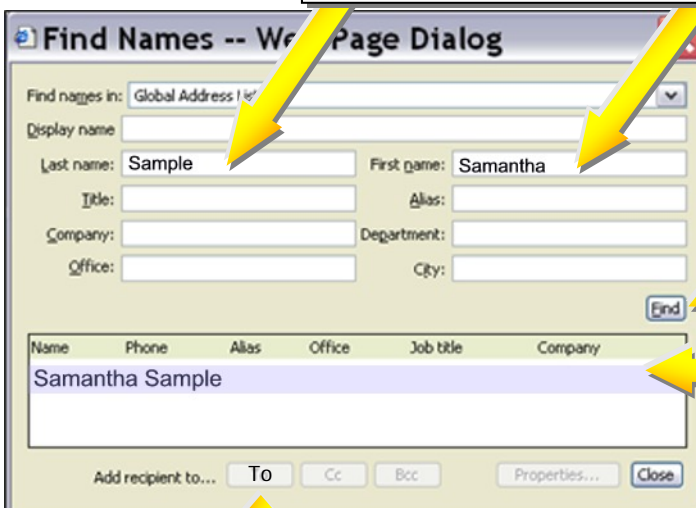 Find Names -- We Page Dialog
Find names in: Global Address List
Display name
Last name: Sample First name: Samantha
Title: Alias:
Company: Department:
Office: City:
Find
Name Phone Alias Office Job title Company
Samantha Sample
Add recipient to... To Cc Bcc Properties... Close